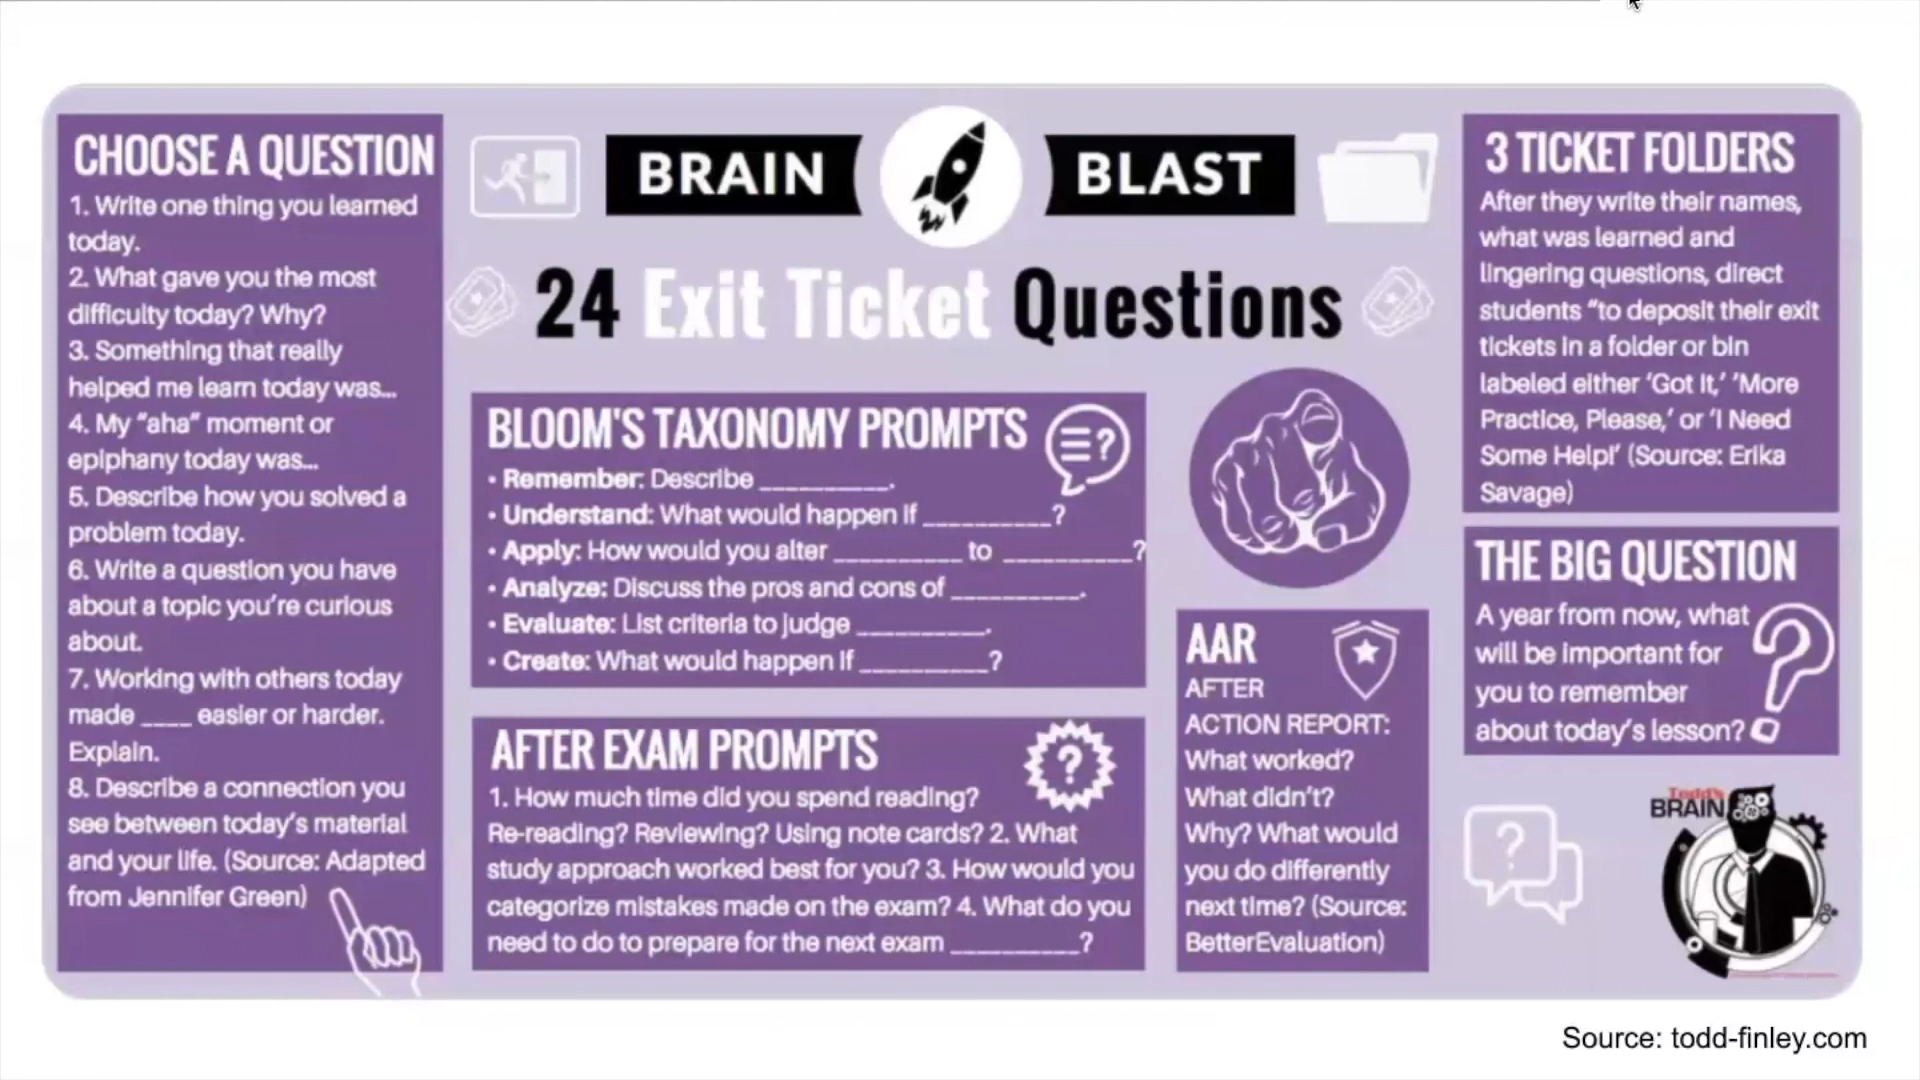 BRAIN BLAST
24 Exit Ticket Questions
CHOOSE A QUESTION
1. Write one thing you learned
today.
2. What gave you the most
difficulty today? Why?
3. Something that really
helped me learn today was...
4. My “aha” moment or
epiphany today was...
5. Describe how you solved a
problem today.
6. Write a question you have
about a topic you’re curious
about.
7. Working with others today
made ____ easier or harder.
Explain.
8. Describe a connection you
see between today’s material
and your life. (Source: Adapted
from Jennifer Green)
BLOOM'S TAXONOMY PROMPTS
• Remember: Describe __________.
• Understand: What would happen if __________?
• Apply: How would you alter __________ to __________?
• Analyze: Discuss the pros and cons of __________.
• Evaluate: List criteria to judge __________.
• Create: What would happen if __________?
AFTER EXAM PROMPTS
1. How much time did you spend reading?
Re-reading? Reviewing? Using note cards? 2. What
study approach worked best for you? 3. How would you
categorize mistakes made on the exam? 4. What do you
need to do to prepare for the next exam __________?
AAR
AFTER
ACTION REPORT:
What worked?
What didn’t?
Why? What would
you do differently
next time? (Source:
BetterEvaluation)
3 TICKET FOLDERS
After they write their names,
what was learned and
lingering questions, direct
students “to deposit their exit
tickets in a folder or bin
labeled either ‘Got It,’ ‘More
Practice, Please,’ or ‘I Need
Some Help!’ (Source: Erika
Savage)
THE BIG QUESTION
A year from now, what
will be important for
you to remember
about today’s lesson?
Todd's
BRAIN
Source: todd-finley.com